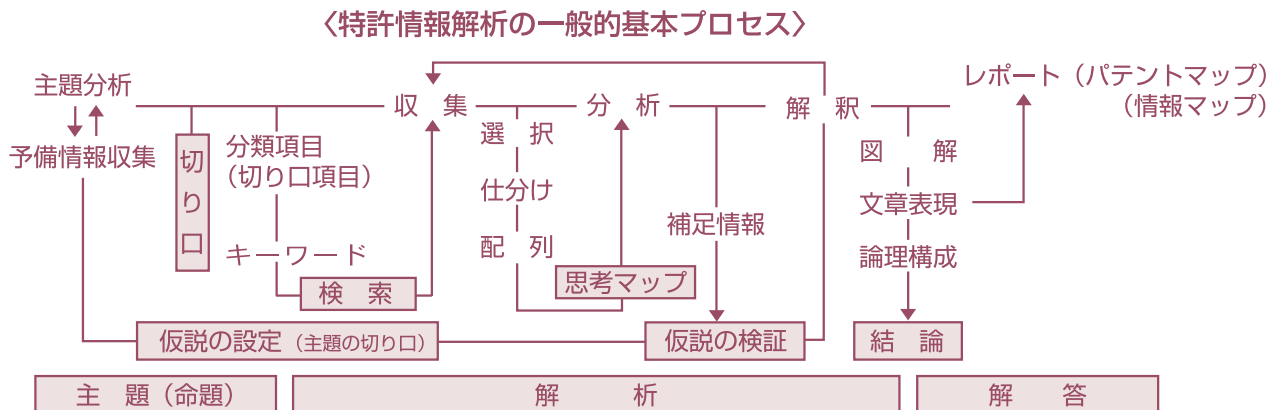 〈特許情報解析の一般的基本プロセス〉
主題分析
予備情報収集
切り口
分類項目
（切り口項目）
キーワード
検　索
収　集
選　択
仕分け
配　列
分　析
思考マップ
補足情報
解　釈
図　　解
文章表現
論理構成
レポート（パテントマップ）
（情報マップ）
仮説の設定（主題の切り口）
仮説の検証
結　論
主　題（命題）
解　　　析
解　　答